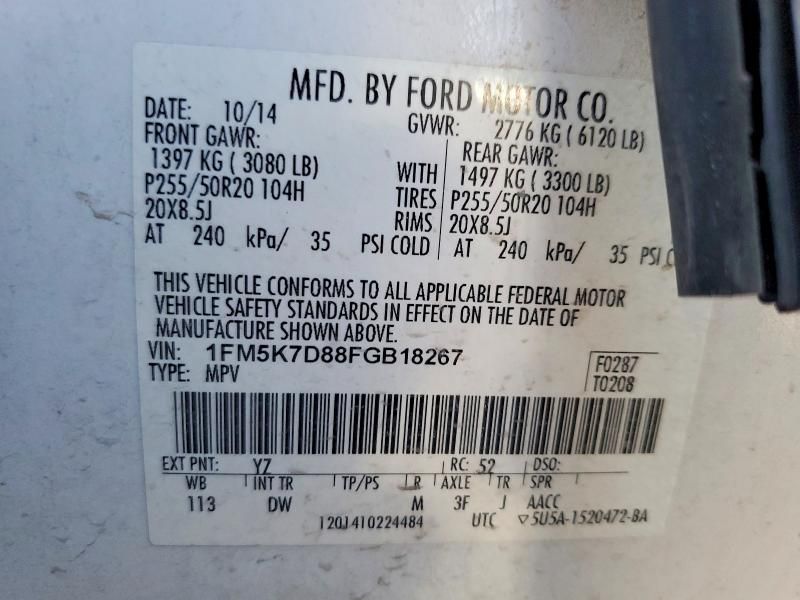 MFD. BY FORD MOTOR CO.
DATE: 10/14 GVWR: 2776 KG ( 6120 LB)
FRONT GAWR: REAR GAWR:
1397 KG ( 3080 LB) WITH 1497 KG ( 3300 LB)
P255/50R20 104H TIRES P255/50R20 104H
20X8.5J RIMS 20X8.5J
AT 240 kPa/ 35 PSI COLD AT 240 kPa/ 35 PSI
THIS VEHICLE CONFORMS TO ALL APPLICABLE FEDERAL MOTOR
VEHICLE SAFETY STANDARDS IN EFFECT ON THE DATE OF
MANUFACTURE SHOWN ABOVE.
VIN: 1FM5K7D88FGB18267 F0287
TYPE: MPV T0208
EXT PNT: YZ RC: 52 DSO:
WB INT TR TP/PS R AXLE TR SPR
113 DW M 3F J AACC
120141022448​4 UTC ▽5U5A-1520472-BA